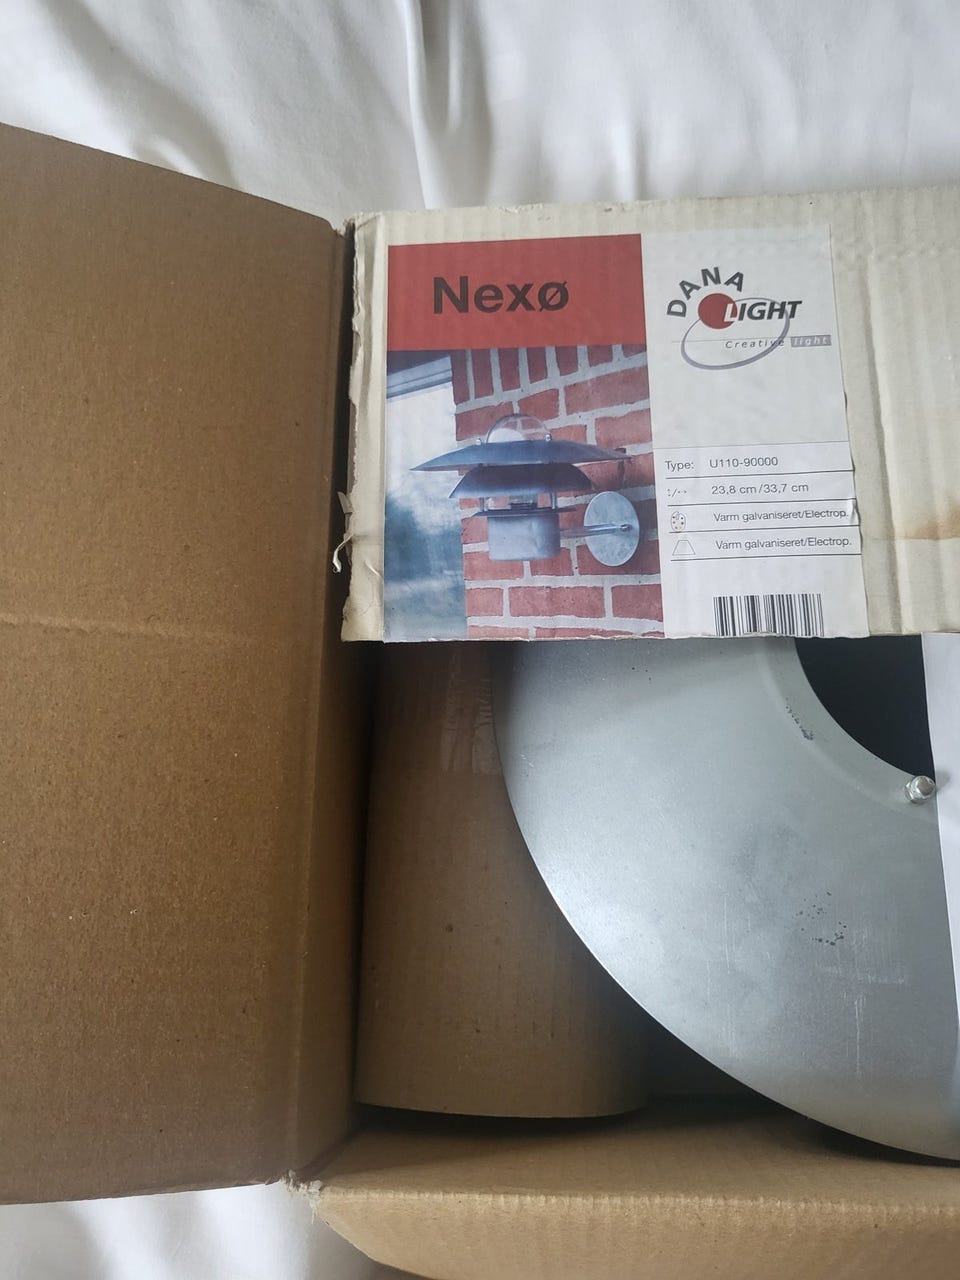 Nexø
DANA
LIGHT
Creative light
Type: U110-90000
23,8 cm/33,7 cm
Varm galvaniseret/Electrop.
Varm galvaniseret/Electrop.